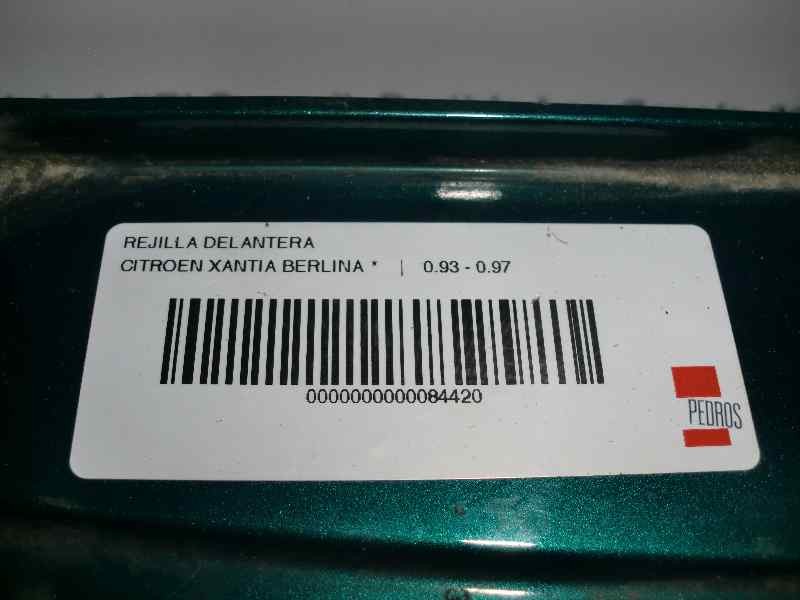 REJILLA DELANTERA
CITROEN XANTIA BERLINA * | 0.93 - 0.97
0000000000084420
PEDROS